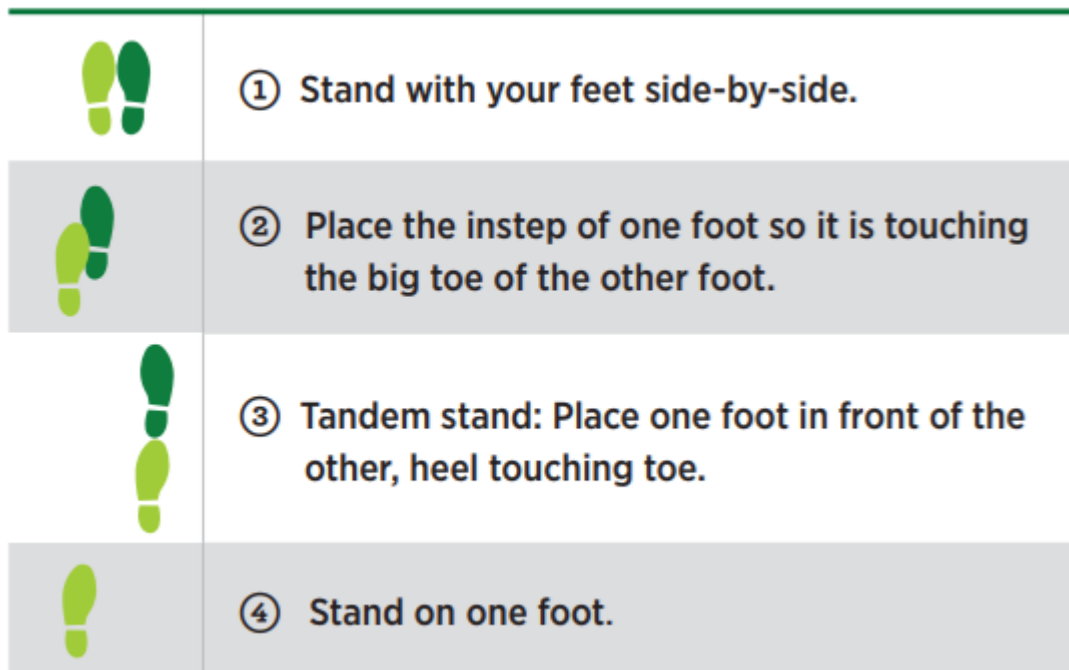 ① Stand with your feet side-by-side.
② Place the instep of one foot so it is touching
the big toe of the other foot.
③ Tandem stand: Place one foot in front of the
other, heel touching toe.
④ Stand on one foot.